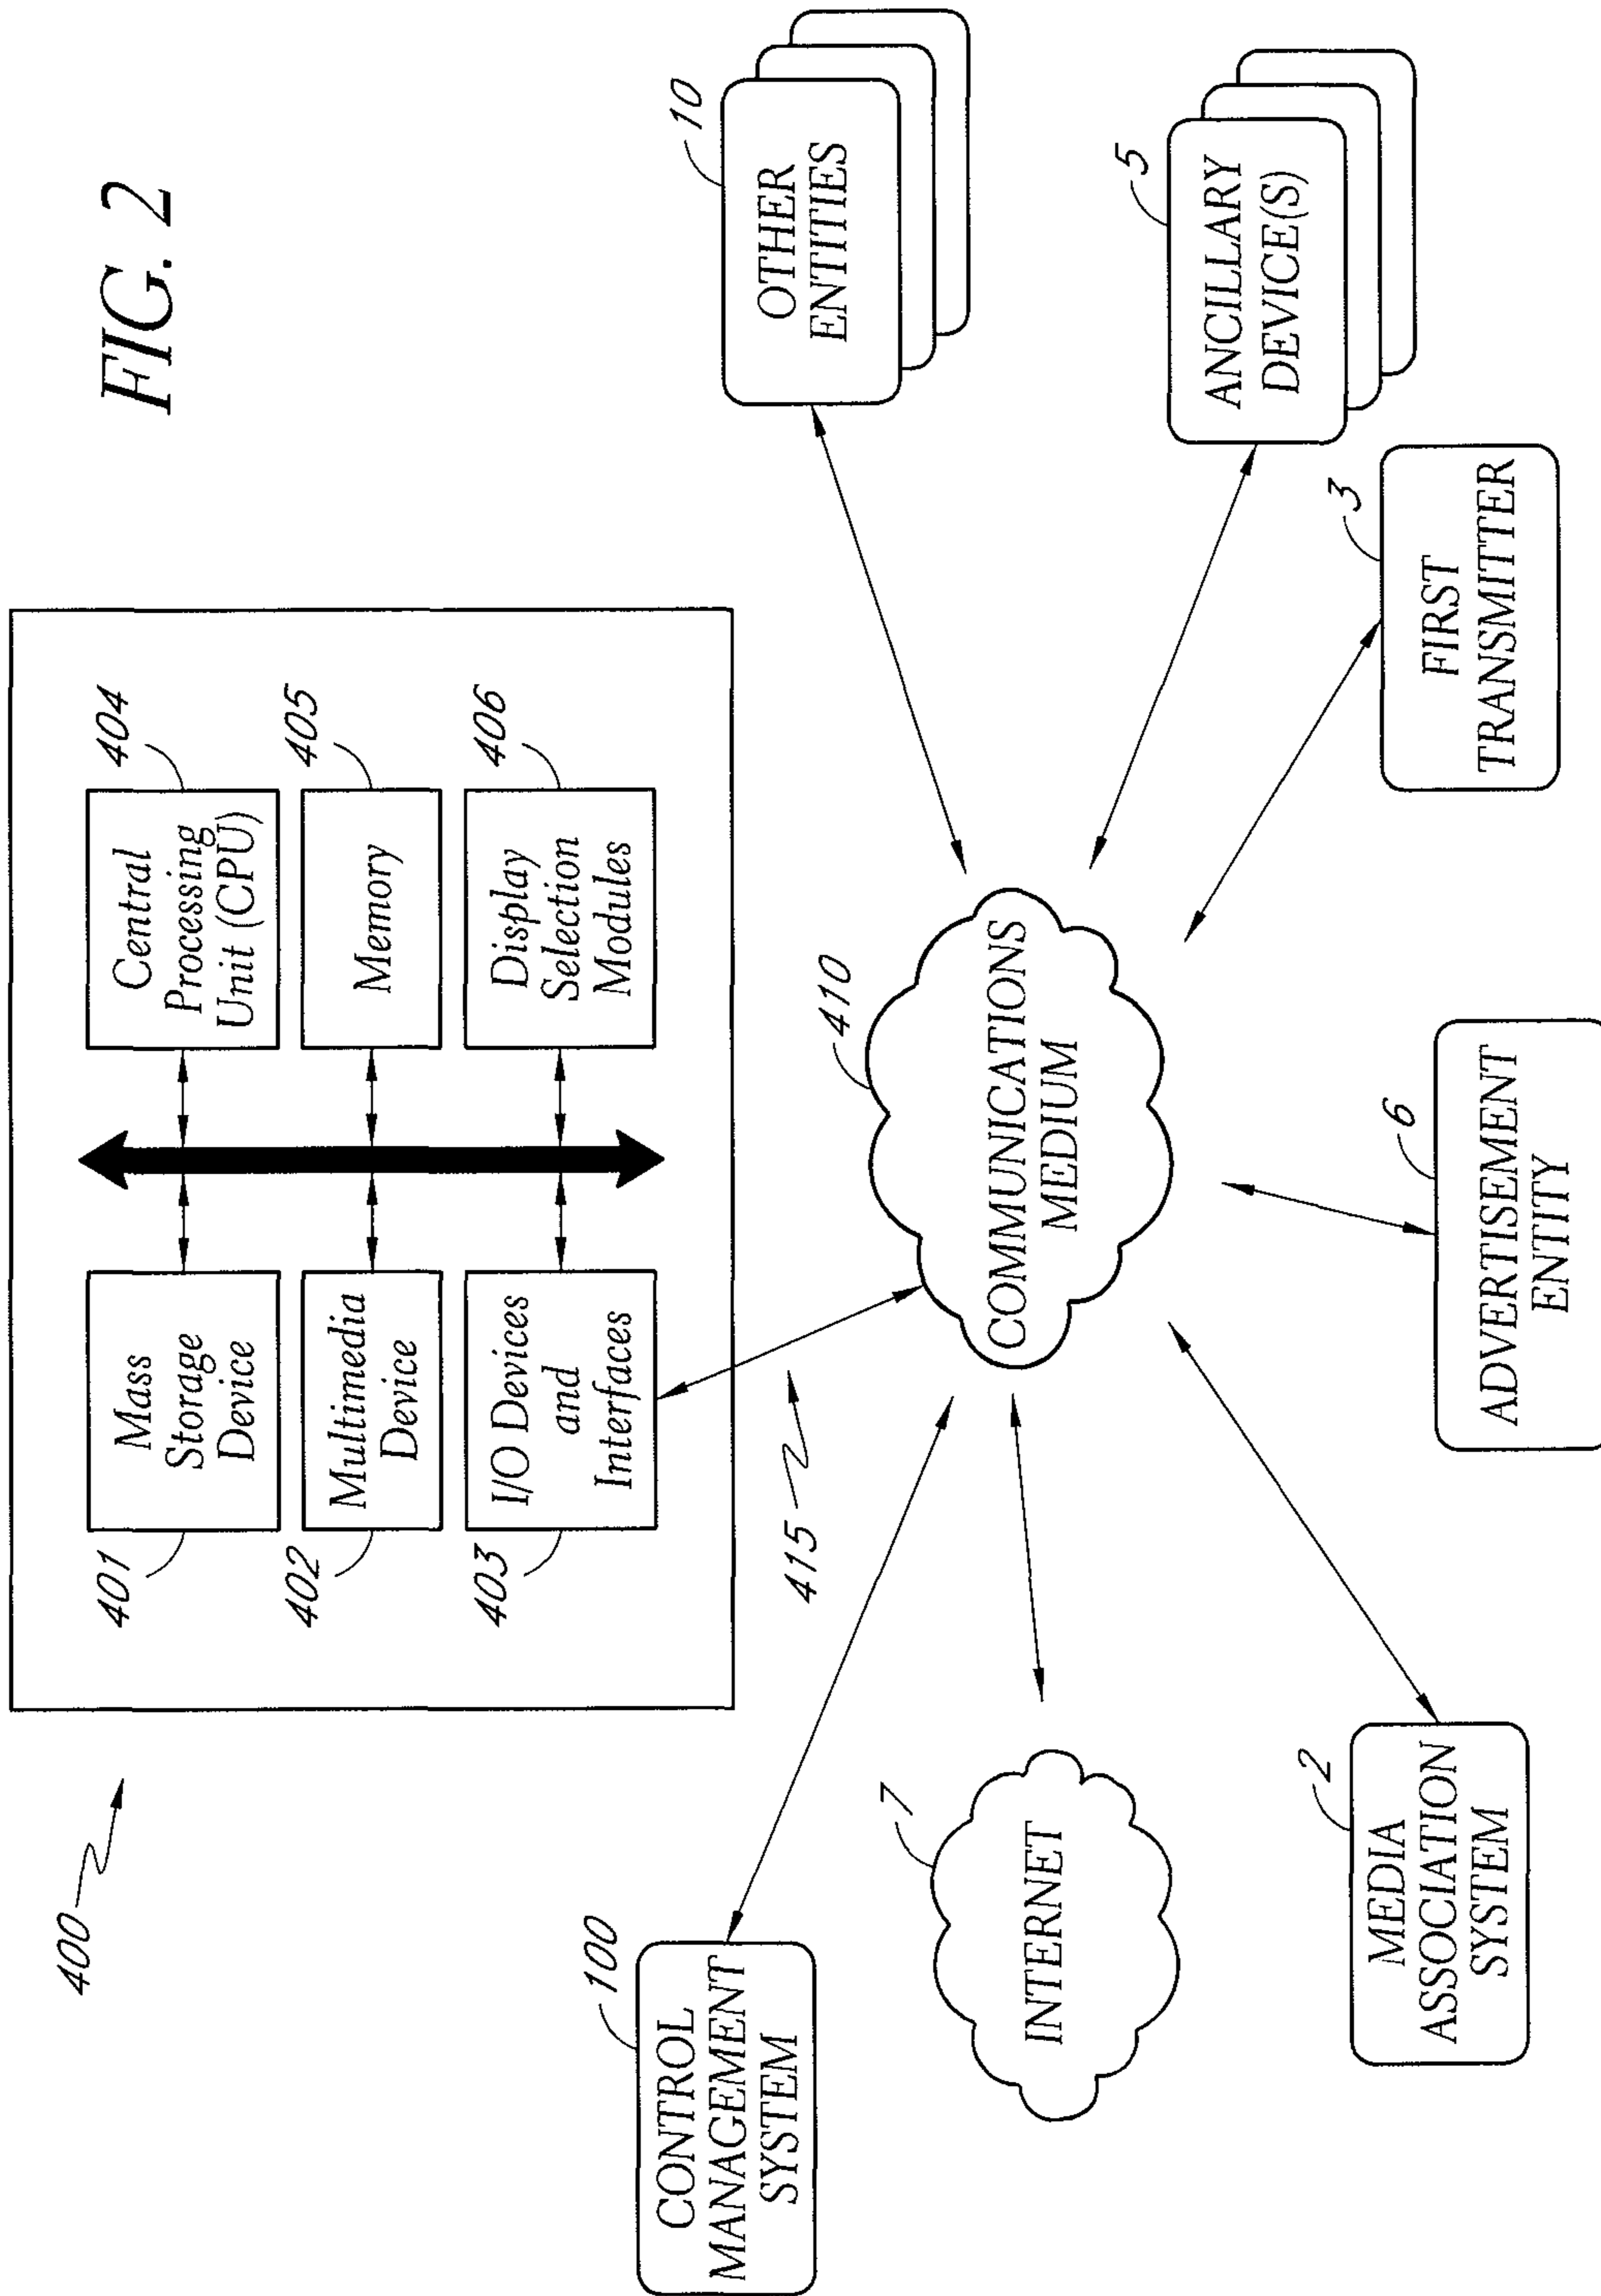 FIG. 2
400
401
Mass
Storage
Device
402
Multimedia
Device
403
I/O Devices
and
Interfaces
404
Central
Processing
Unit (CPU)
405
Memory
406
Display
Selection
Modules
415
410
COMMUNICATIONS
MEDIUM
100
CONTROL
MANAGEMENT
SYSTEM
7
INTERNET
2
MEDIA
ASSOCIATION
SYSTEM
6
ADVERTISEMENT
ENTITY
3
FIRST
TRANSMITTER
5
ANCILLARY
DEVICE(S)
10
OTHER
ENTITIES